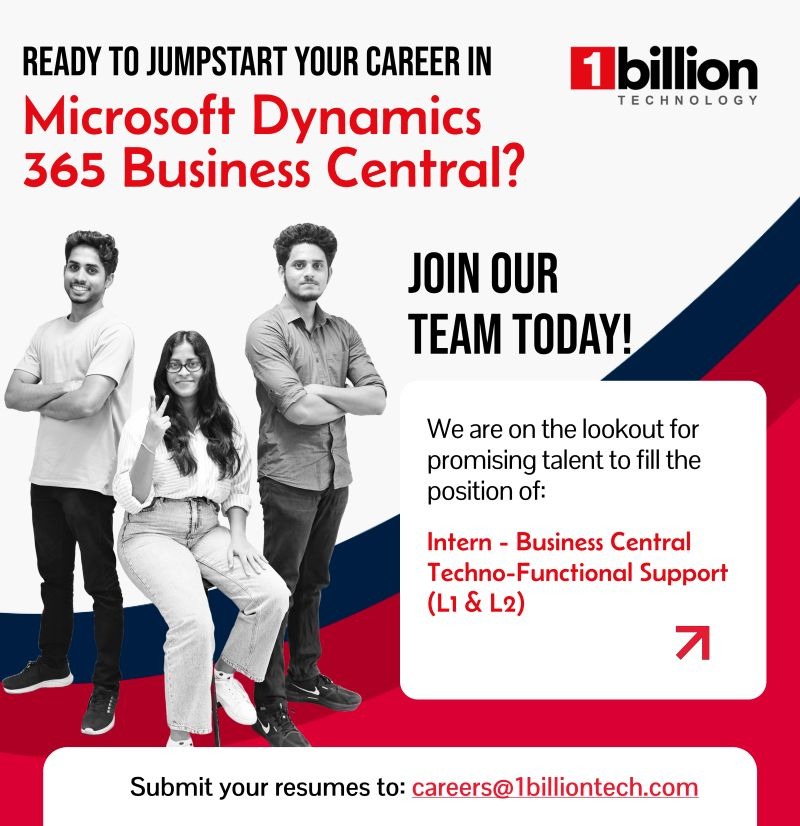 READY TO JUMPSTART YOUR CAREER IN
Microsoft Dynamics
365 Business Central?
1billion
TECHNOLOGY
JOIN OUR
TEAM TODAY!
We are on the lookout for
promising talent to fill the
position of:
Intern - Business Central
Techno-Functional Support
(L1 & L2)
Submit your resumes to: careers@1billiontech.com